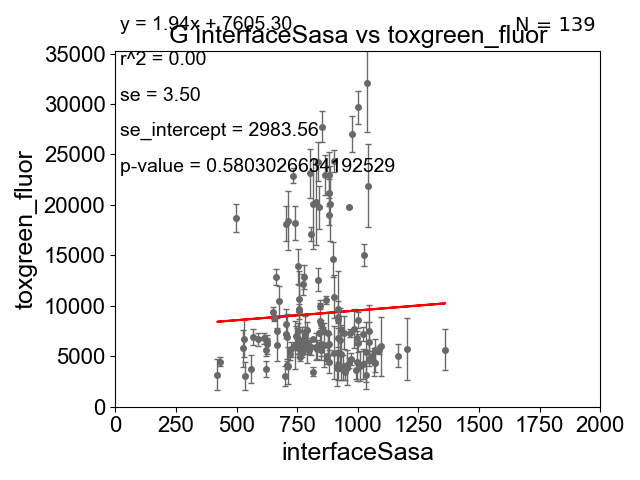 y = 1.94x + 7605.30
N = 139
G InterfaceSasa vs toxgreen_fluor
r^2 = 0.00
se = 3.50
se_intercept = 2983.56
p-value = 0.5803026634192529
35000
30000
25000
20000
15000
10000
5000
0
toxgreen_fluor
0 250 500 750 1000 1250 1500 1750 2000
interfaceSasa